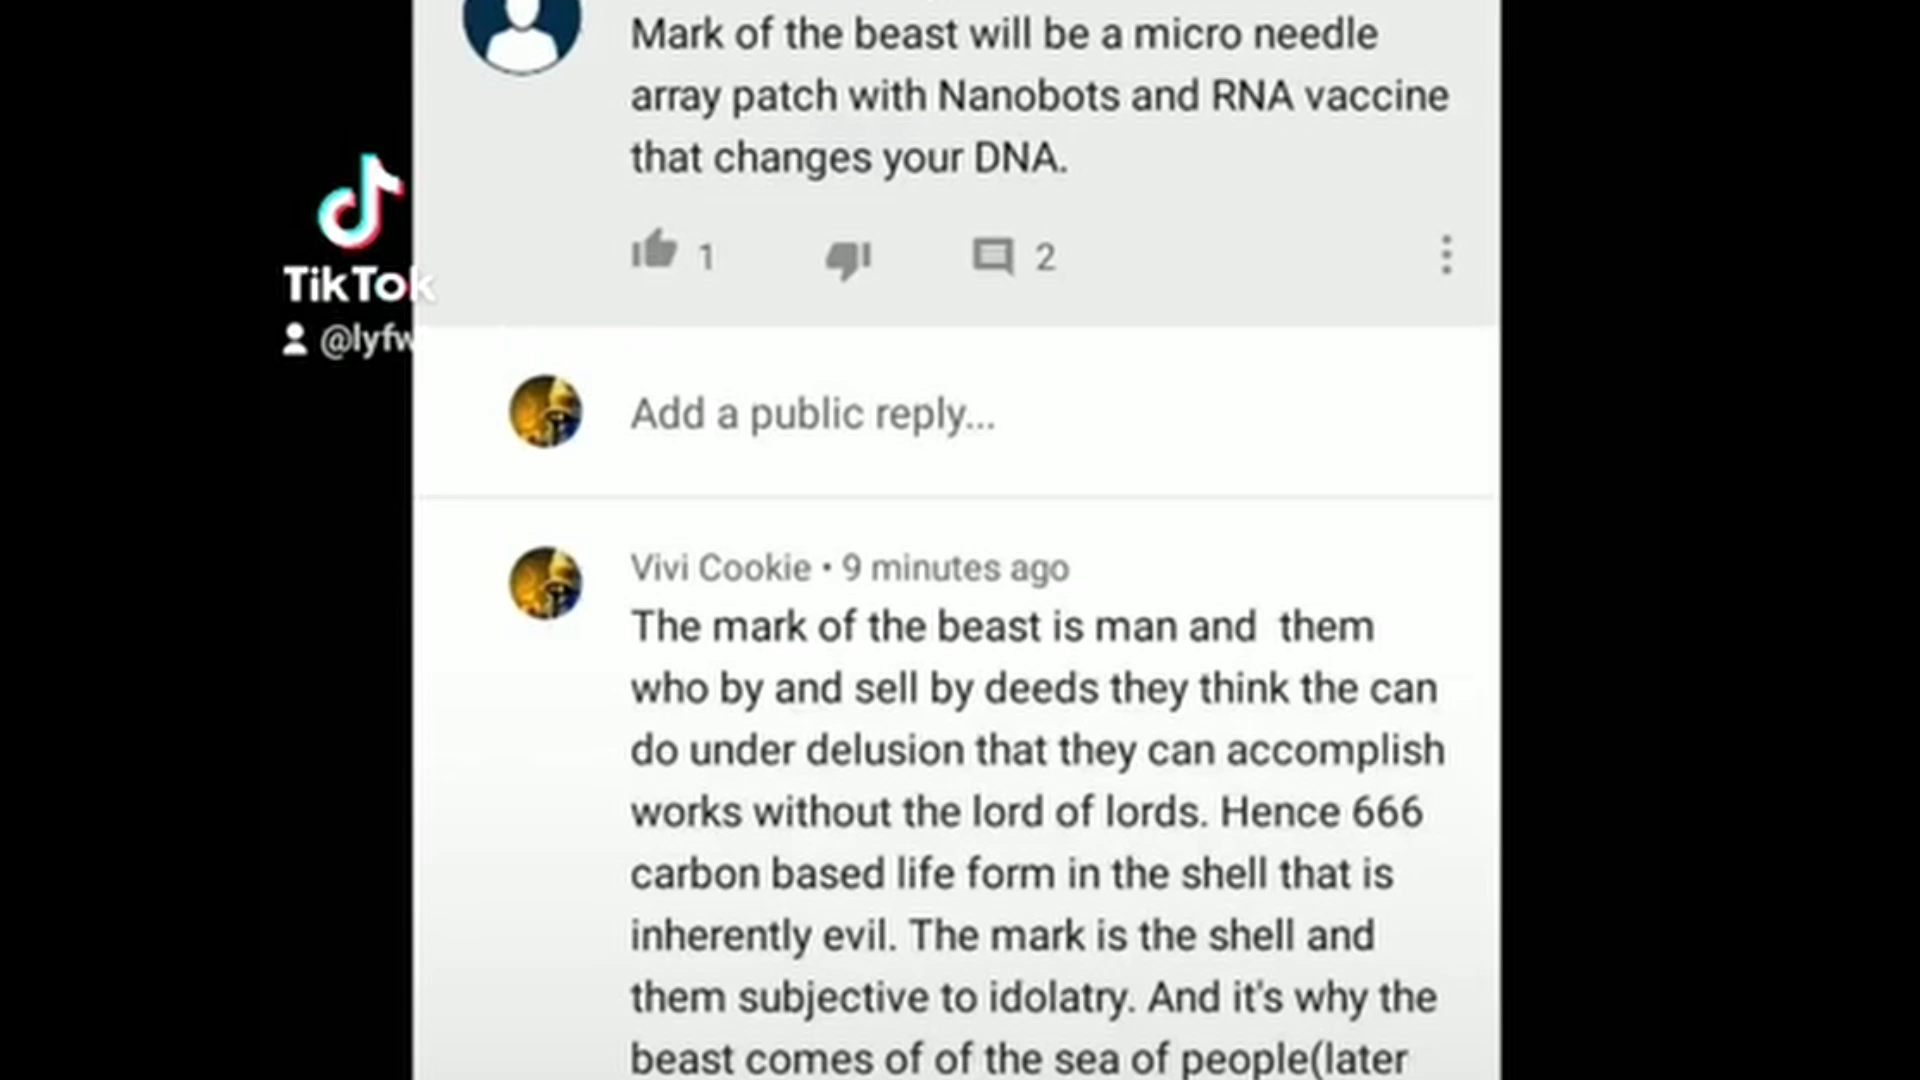 Mark of the beast will be a micro needle
array patch with Nanobots and RNA vaccine
that changes your DNA.
1
2
TikTok
@lyfw
Add a public reply...
Vivi Cookie • 9 minutes ago
The mark of the beast is man and  them
who by and sell by deeds they think the can
do under delusion that they can accomplish
works without the lord of lords. Hence 666
carbon based life form in the shell that is
inherently evil. The mark is the shell and
them subjective to idolatry. And it's why the
beast comes of of the sea of people(later